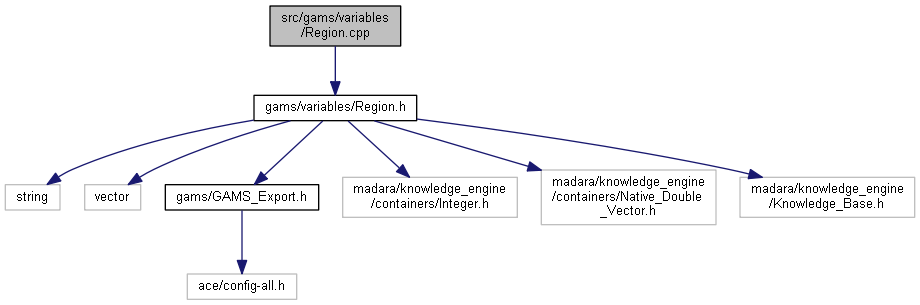 src/gams/variables
/Region.cpp
gams/variables/Region.h
string
vector
gams/GAMS_Export.h
madara/knowledge_engine
/containers/Integer.h
madara/knowledge_engine
/containers/Native_Double
_Vector.h
madara/knowledge_engine
/Knowledge_Base.h
ace/config-all.h